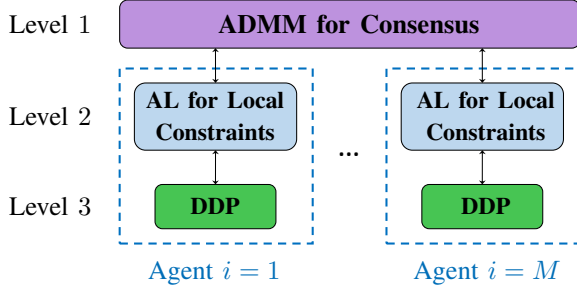 Level 1
ADMM for Consensus
Level 2
AL for Local
Constraints
...
AL for Local
Constraints
Level 3
DDP
DDP
Agent i = 1
Agent i = M